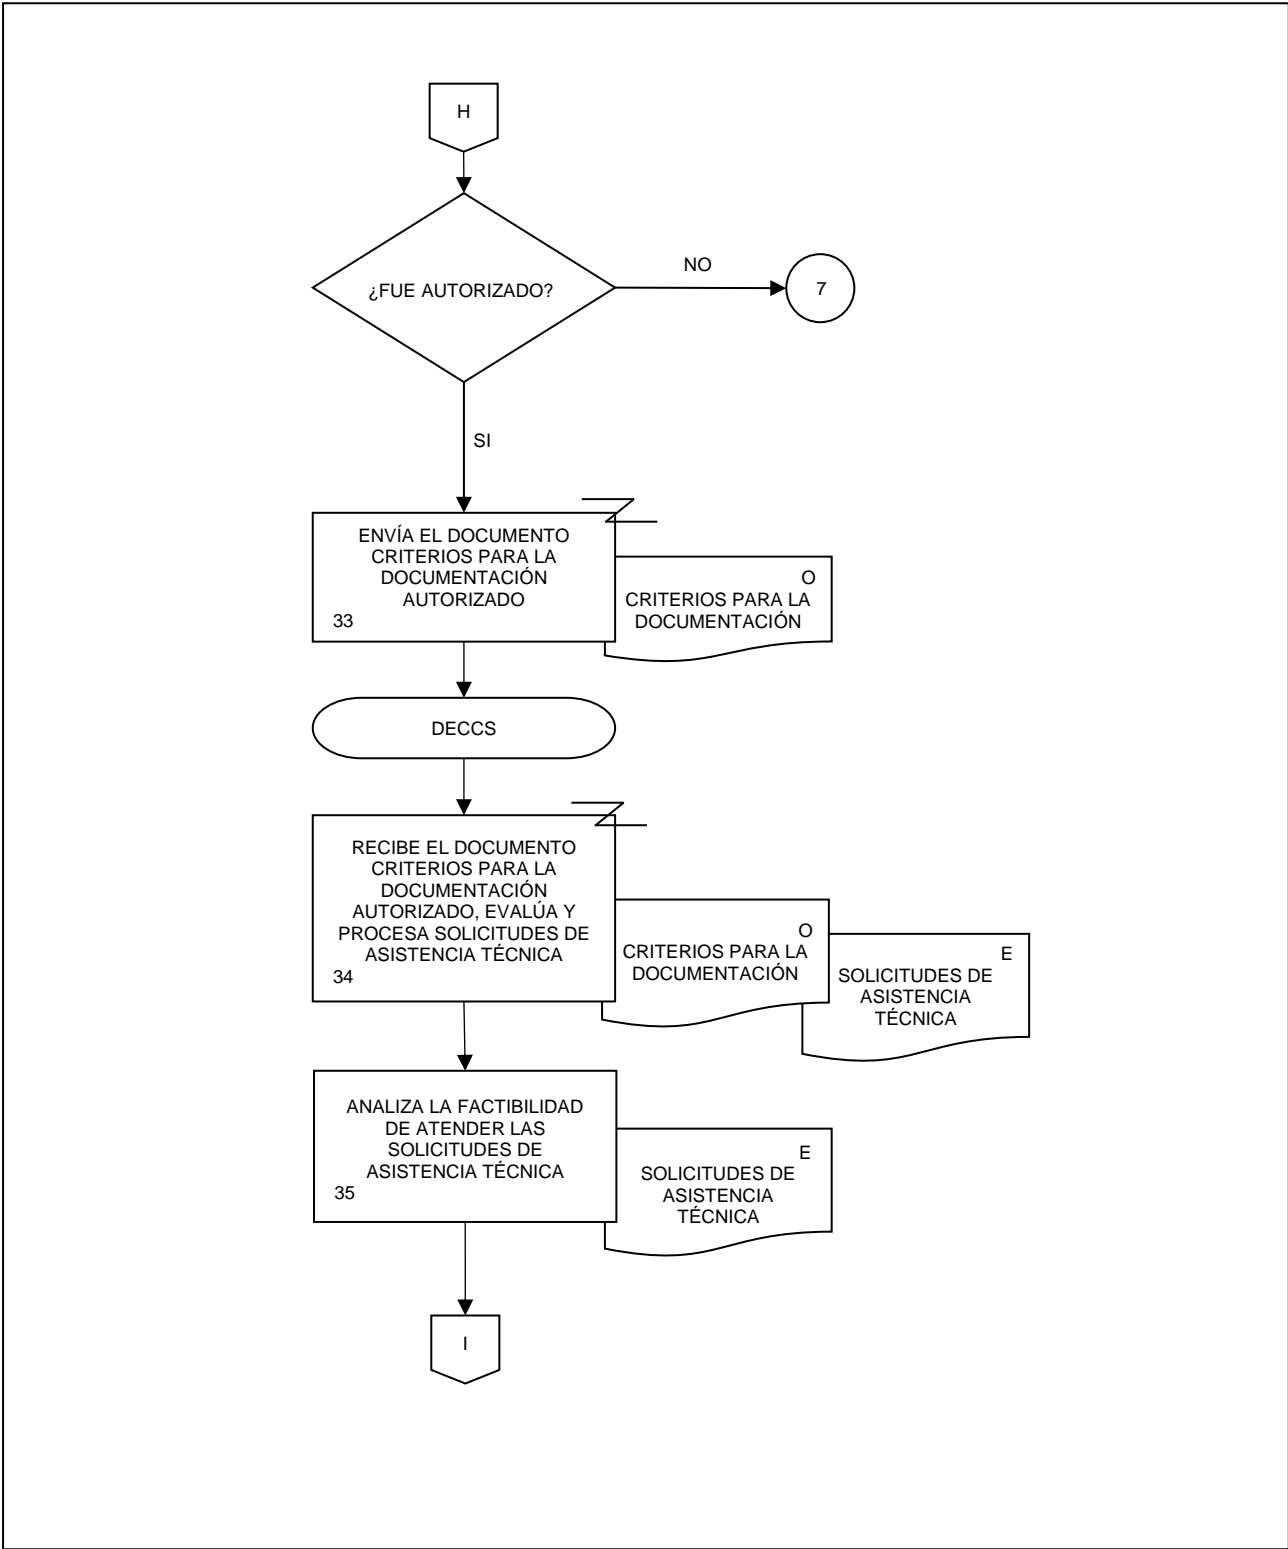 H
¿FUE AUTORIZADO?
NO
7
SI
ENVÍA EL DOCUMENTO
CRITERIOS PARA LA
DOCUMENTACIÓN
AUTORIZADO
33
O
CRITERIOS PARA LA
DOCUMENTACIÓN
DECCS
RECIBE EL DOCUMENTO
CRITERIOS PARA LA
DOCUMENTACIÓN
AUTORIZADO, EVALÚA Y
PROCESA SOLICITUDES DE
ASISTENCIA TÉCNICA
34
O
CRITERIOS PARA LA
DOCUMENTACIÓN
E
SOLICITUDES DE
ASISTENCIA
TÉCNICA
ANALIZA LA FACTIBILIDAD
DE ATENDER LAS
SOLICITUDES DE
ASISTENCIA TÉCNICA
35
E
SOLICITUDES DE
ASISTENCIA
TÉCNICA
I